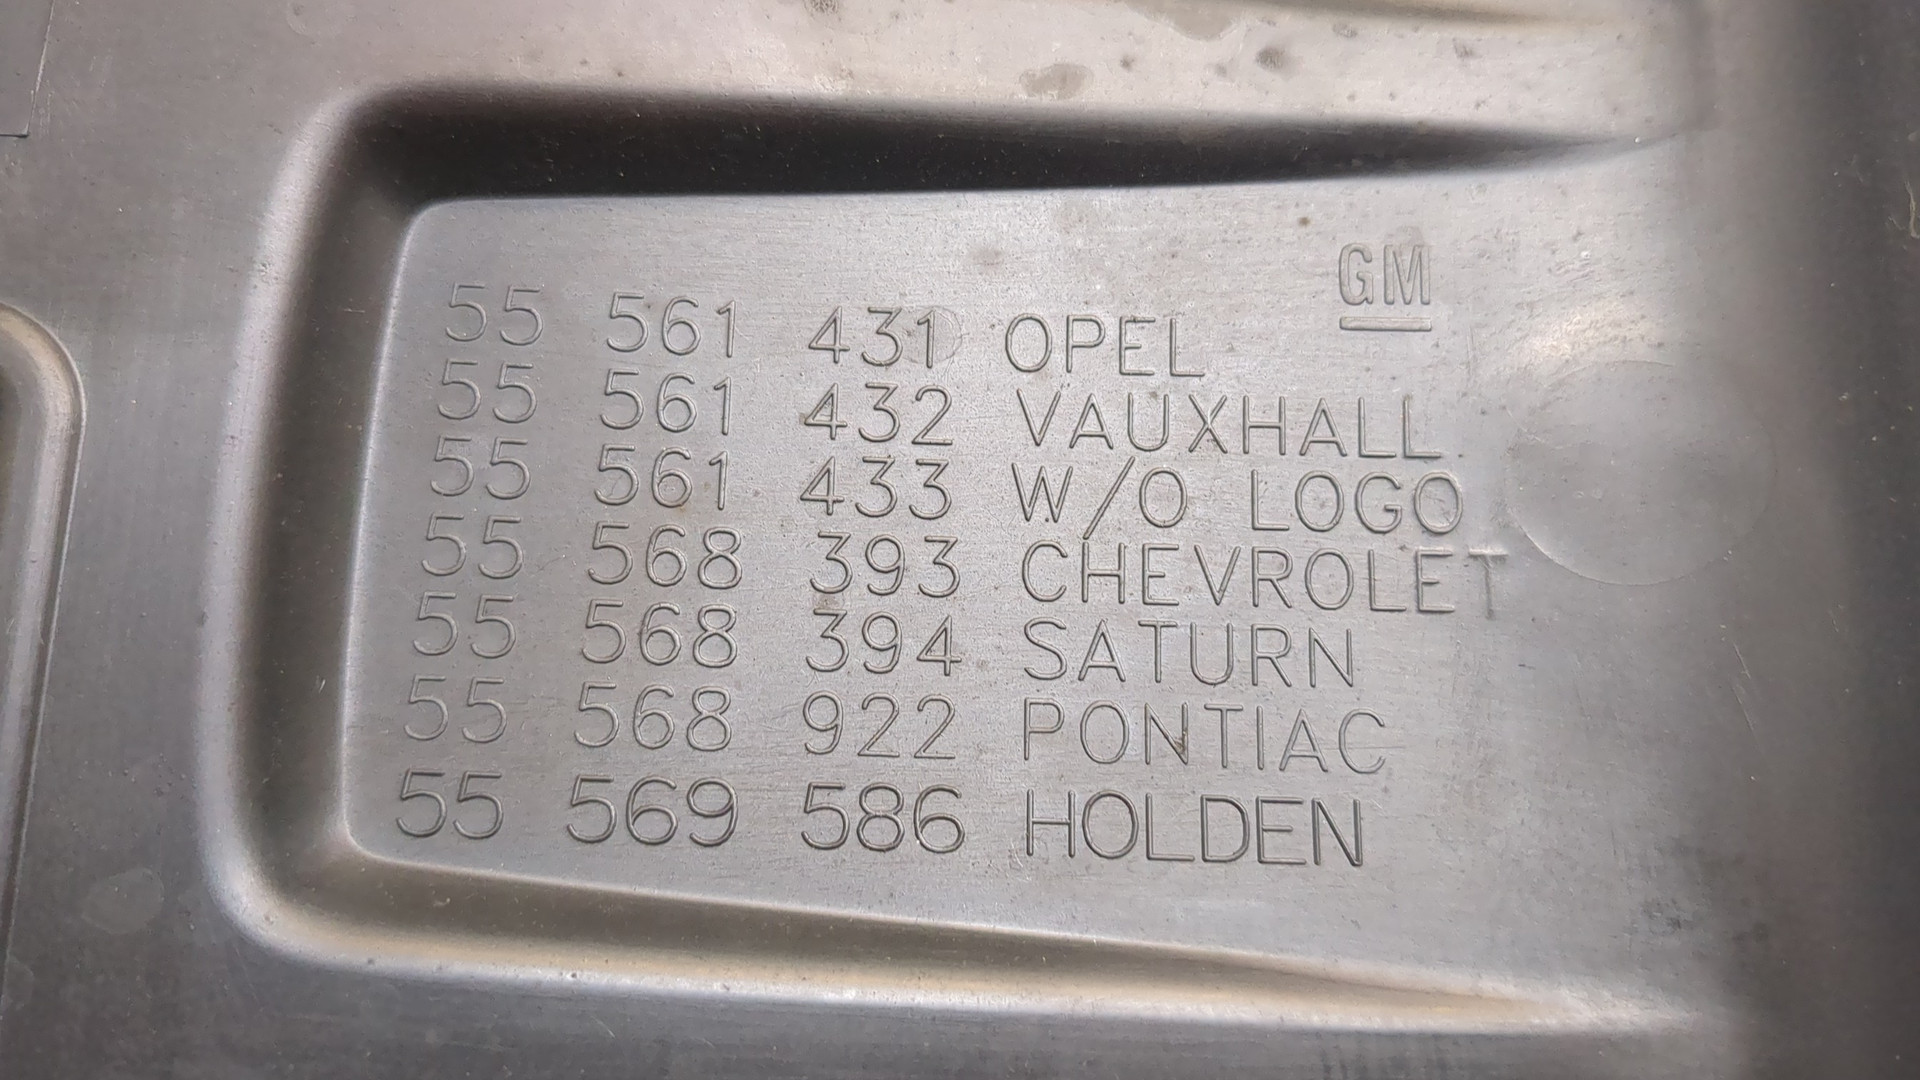 GM
55 561 431 OPEL
55 561 432 VAUXHALL
55 561 433 W/O LOGO
55 568 393 CHEVROLET
55 568 394 SATURN
55 568 922 PONTIAC
55 569 586 HOLDEN